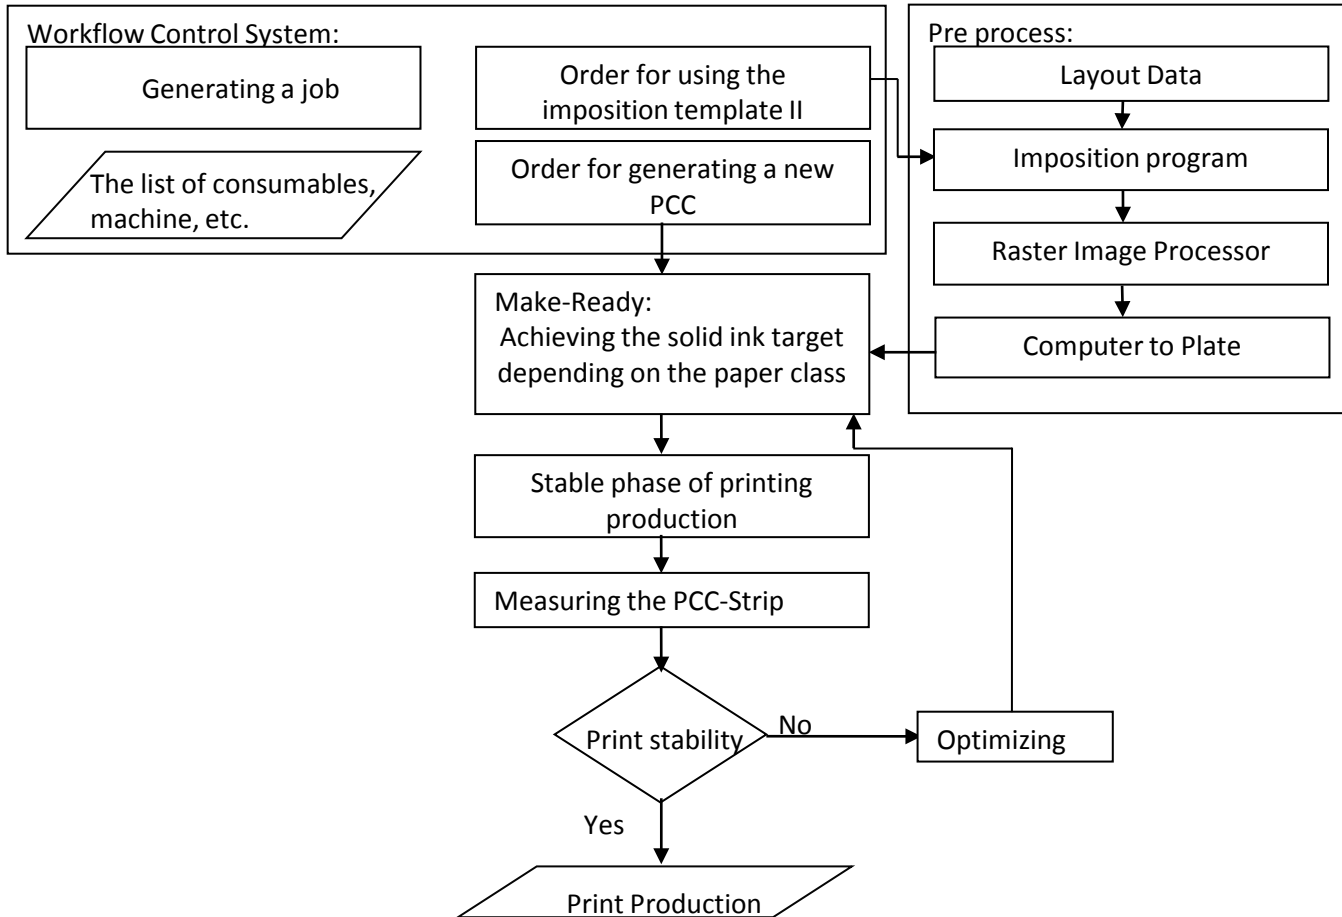 Workflow Control System:
Generating a job
The list of consumables,
machine, etc.
Order for using the
imposition template II
Order for generating a new
PCC
Pre process:
Layout Data
Imposition program
Raster Image Processor
Computer to Plate
Make-Ready:
Achieving the solid ink target
depending on the paper class
Stable phase of printing
production
Measuring the PCC-Strip
Print stability
No
Optimizing
Yes
Print Production